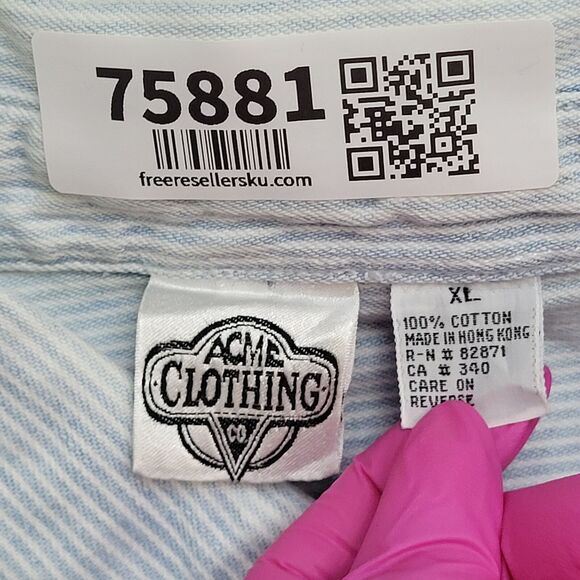 75881
freeresellersku.com
ACME
CLOTHING
CO
XL
100% COTTON
MADE IN HONG KONG
R-N # 82871
CA # 340
CARE ON
REVERSE